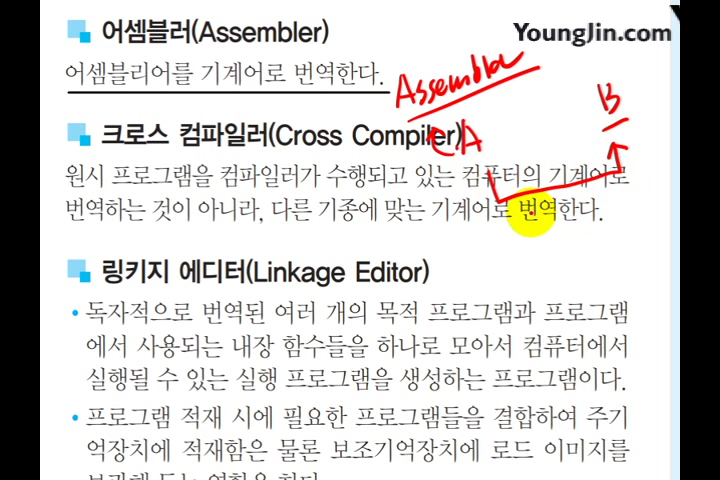 YoungJin.com
어셈블러(Assembler)
어셈블리어를 기계어로 번역한다.
Assembler
B
크로스 컴파일러(Cross Compiler)
A
원시 프로그램을 컴파일러가 수행되고 있는 컴퓨터의 기계어로
번역하는 것이 아니라, 다른 기종에 맞는 기계어로 번역한다.
링키지 에디터(Linkage Editor)
• 독자적으로 번역된 여러 개의 목적 프로그램과 프로그램
에서 사용되는 내장 함수들을 하나로 모아서 컴퓨터에서
실행될 수 있는 실행 프로그램을 생성하는 프로그램이다.
• 프로그램 적재 시에 필요한 프로그램들을 결합하여 주기
억장치에 적재함은 물론 보조기억장치에 로드 이미지를